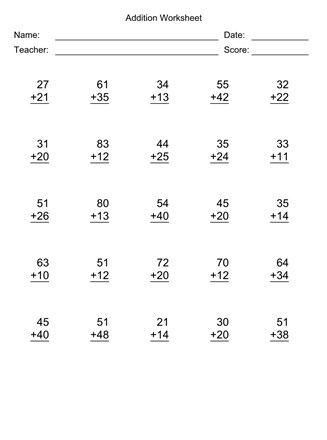 Addition Worksheet
Name: Date:
Teacher: Score:
27 61 34 55 32
+21 +35 +13 +42 +22
31 83 44 35 33
+20 +12 +25 +24 +11
51 80 54 45 35
+26 +13 +40 +20 +14
63 51 72 70 64
+10 +12 +20 +12 +34
45 51 21 30 51
+40 +48 +14 +20 +38